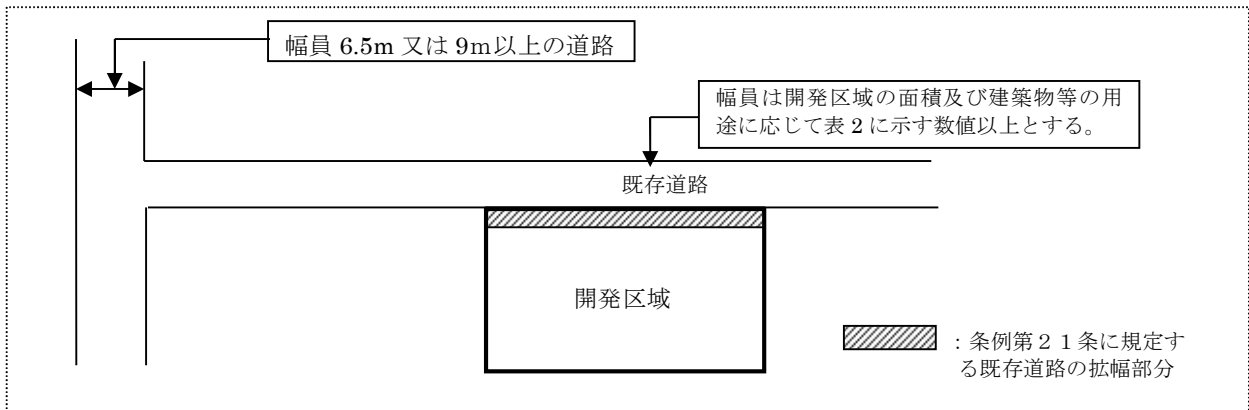 幅員 6.5m 又は 9m以上の道路
幅員は開発区域の面積及び建築物等の用
途に応じて表 2 に示す数値以上とする。
既存道路
開発区域
：条例第２１条に規定す
る既存道路の拡幅部分